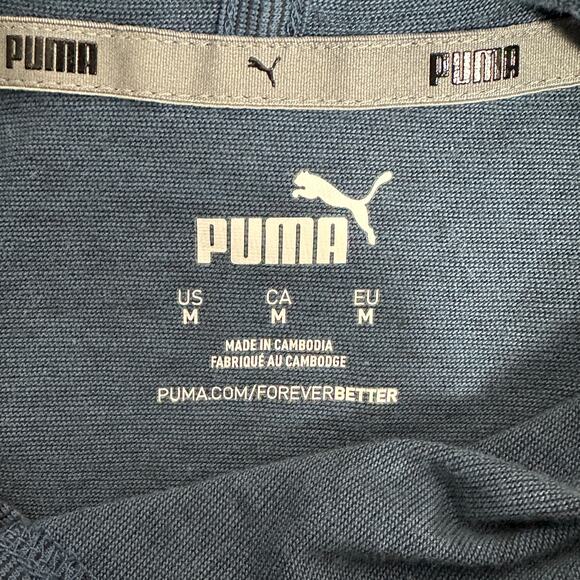 PUMA PUMA
PUMA
US CA EU
M M M
MADE IN CAMBODIA
FABRIQUÉ AU CAMBODGE
PUMA.COM/FOREVERBETTER